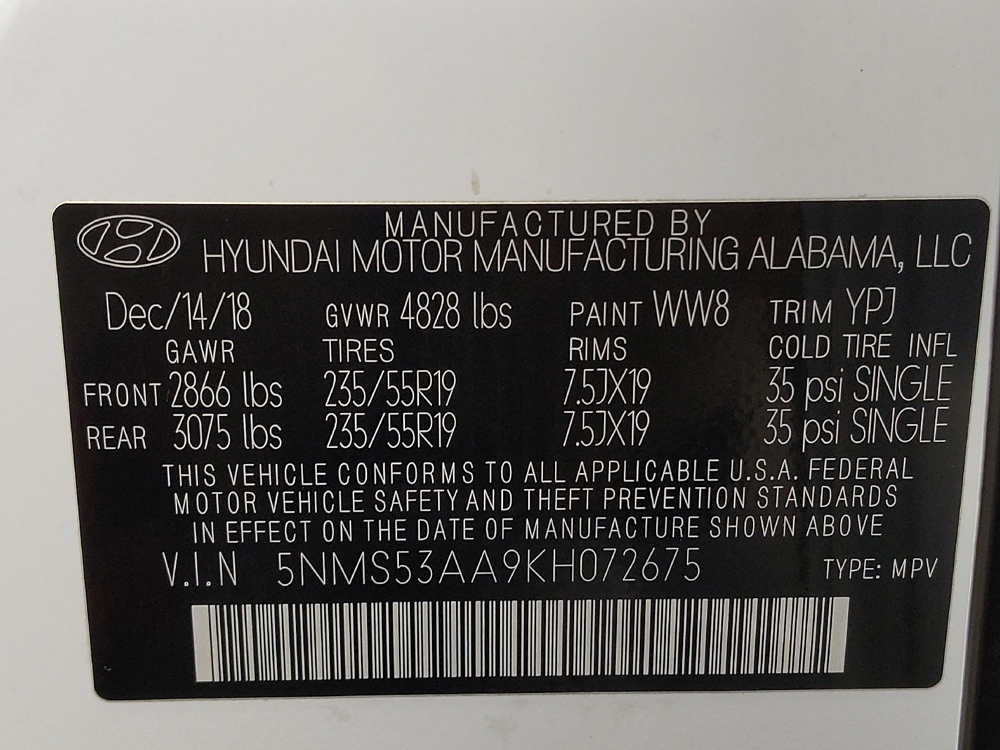 MANUFACTURED BY
HYUNDAI MOTOR MANUFACTURING ALABAMA, LLC
Dec/14/18 GVWR 4828 lbs PAINT WW8 TRIM YPJ
GAWR TIRES RIMS COLD TIRE INFL
FRONT 2866 lbs 235/55R19 7.5JX19 35 psi SINGLE
REAR 3075 lbs 235/55R19 7.5JX19 35 psi SINGLE
THIS VEHICLE CONFORMS TO ALL APPLICABLE U.S.A. FEDERAL
MOTOR VEHICLE SAFETY AND THEFT PREVENTION STANDARDS
IN EFFECT ON THE DATE OF MANUFACTURE SHOWN ABOVE
V.I.N 5NMS53AA9KH072675 TYPE: MPV